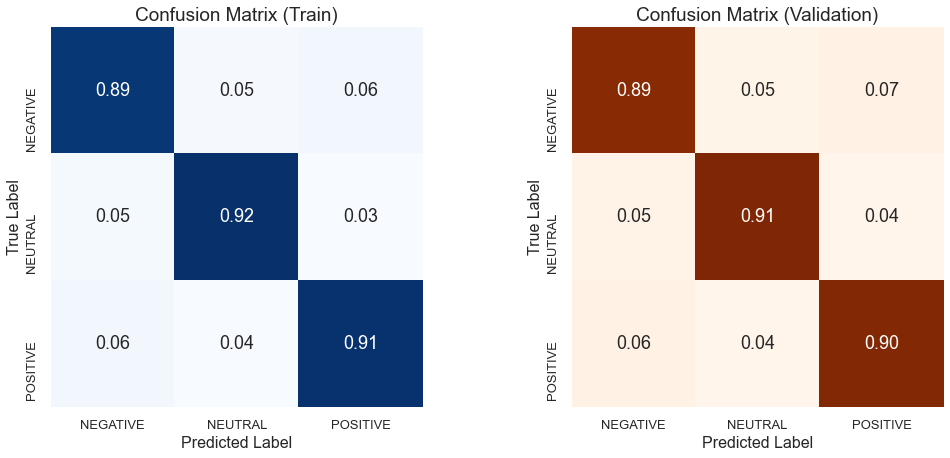 Confusion Matrix (Train)
True Label
NEGATIVE
0.89 0.05 0.06
NEUTRAL
0.05 0.92 0.03
POSITIVE
0.06 0.04 0.91
NEGATIVE NEUTRAL POSITIVE
Predicted Label
Confusion Matrix (Validation)
True Label
NEGATIVE
0.89 0.05 0.07
NEUTRAL
0.05 0.91 0.04
POSITIVE
0.06 0.04 0.90
NEGATIVE NEUTRAL POSITIVE
Predicted Label